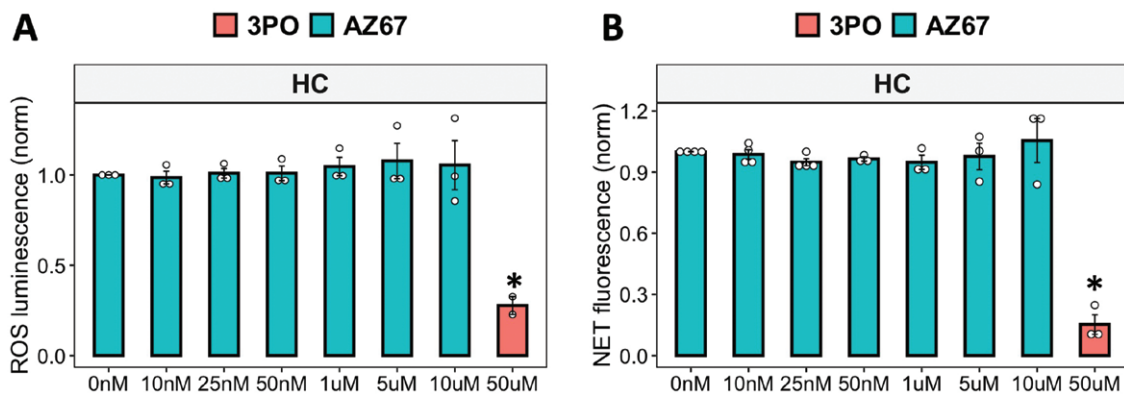 A
3PO AZ67
HC
ROS luminescence (norm)
1.0
0.5
0.0
*
0nM 10nM 25nM 50nM 1uM 5uM 10uM 50uM
B
3PO AZ67
HC
NET fluorescence (norm)
1.2
0.9
0.6
0.3
0.0
*
0nM 10nM 25nM 50nM 1uM 5uM 10uM 50uM